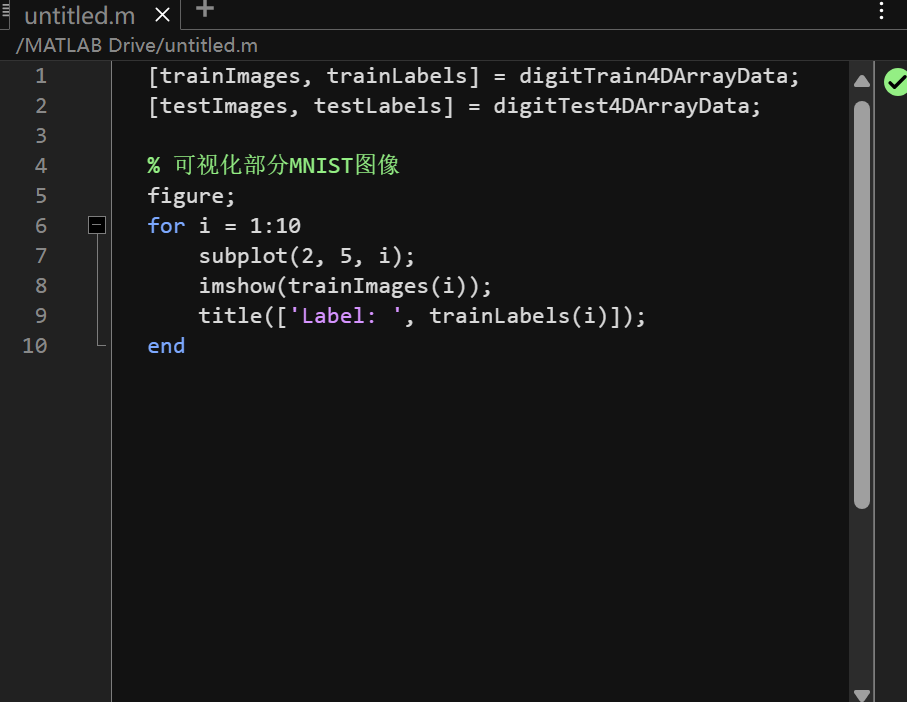 untitled.m
/MATLAB Drive/untitled.m
1 [trainImages, trainLabels] = digitTrain4DArrayData;
2 [testImages, testLabels] = digitTest4DArrayData;
3
4 % 可视化部分MNIST图像
5 figure;
6 for i = 1:10
7 subplot(2, 5, i);
8 imshow(trainImages(i));
9 title(['Label: ', trainLabels(i)]);
10 end